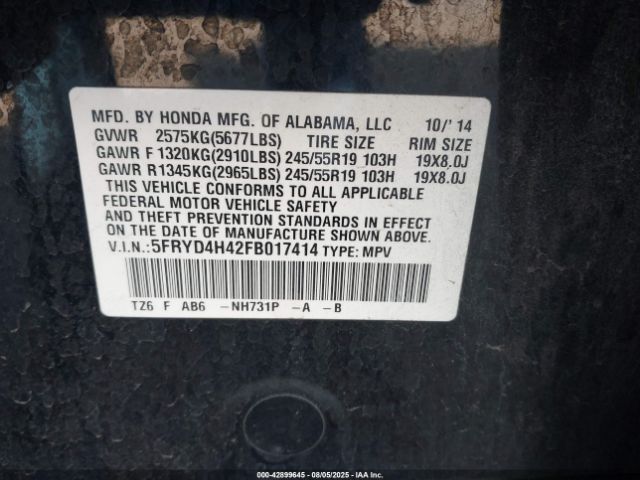 MFD. BY HONDA MFG. OF ALABAMA, LLC 10/'14
GVWR 2575KG(5677LBS) TIRE SIZE RIM SIZE
GAWR F 1320KG(2910LBS) 245/55R19 103H 19X8.0J
GAWR R 1345KG(2965LBS) 245/55R19 103H 19X8.0J
THIS VEHICLE CONFORMS TO ALL APPLICABLE
FEDERAL MOTOR VEHICLE SAFETY
AND THEFT PREVENTION STANDARDS IN EFFECT
ON THE DATE OF MANUFACTURE SHOWN ABOVE.
V.I.N.:5FRYD4H42FB017414 TYPE: MPV
TZ6 F AB6 -NH731P -A -B
000-42899645 - 08/05/2025 - IAA Inc.